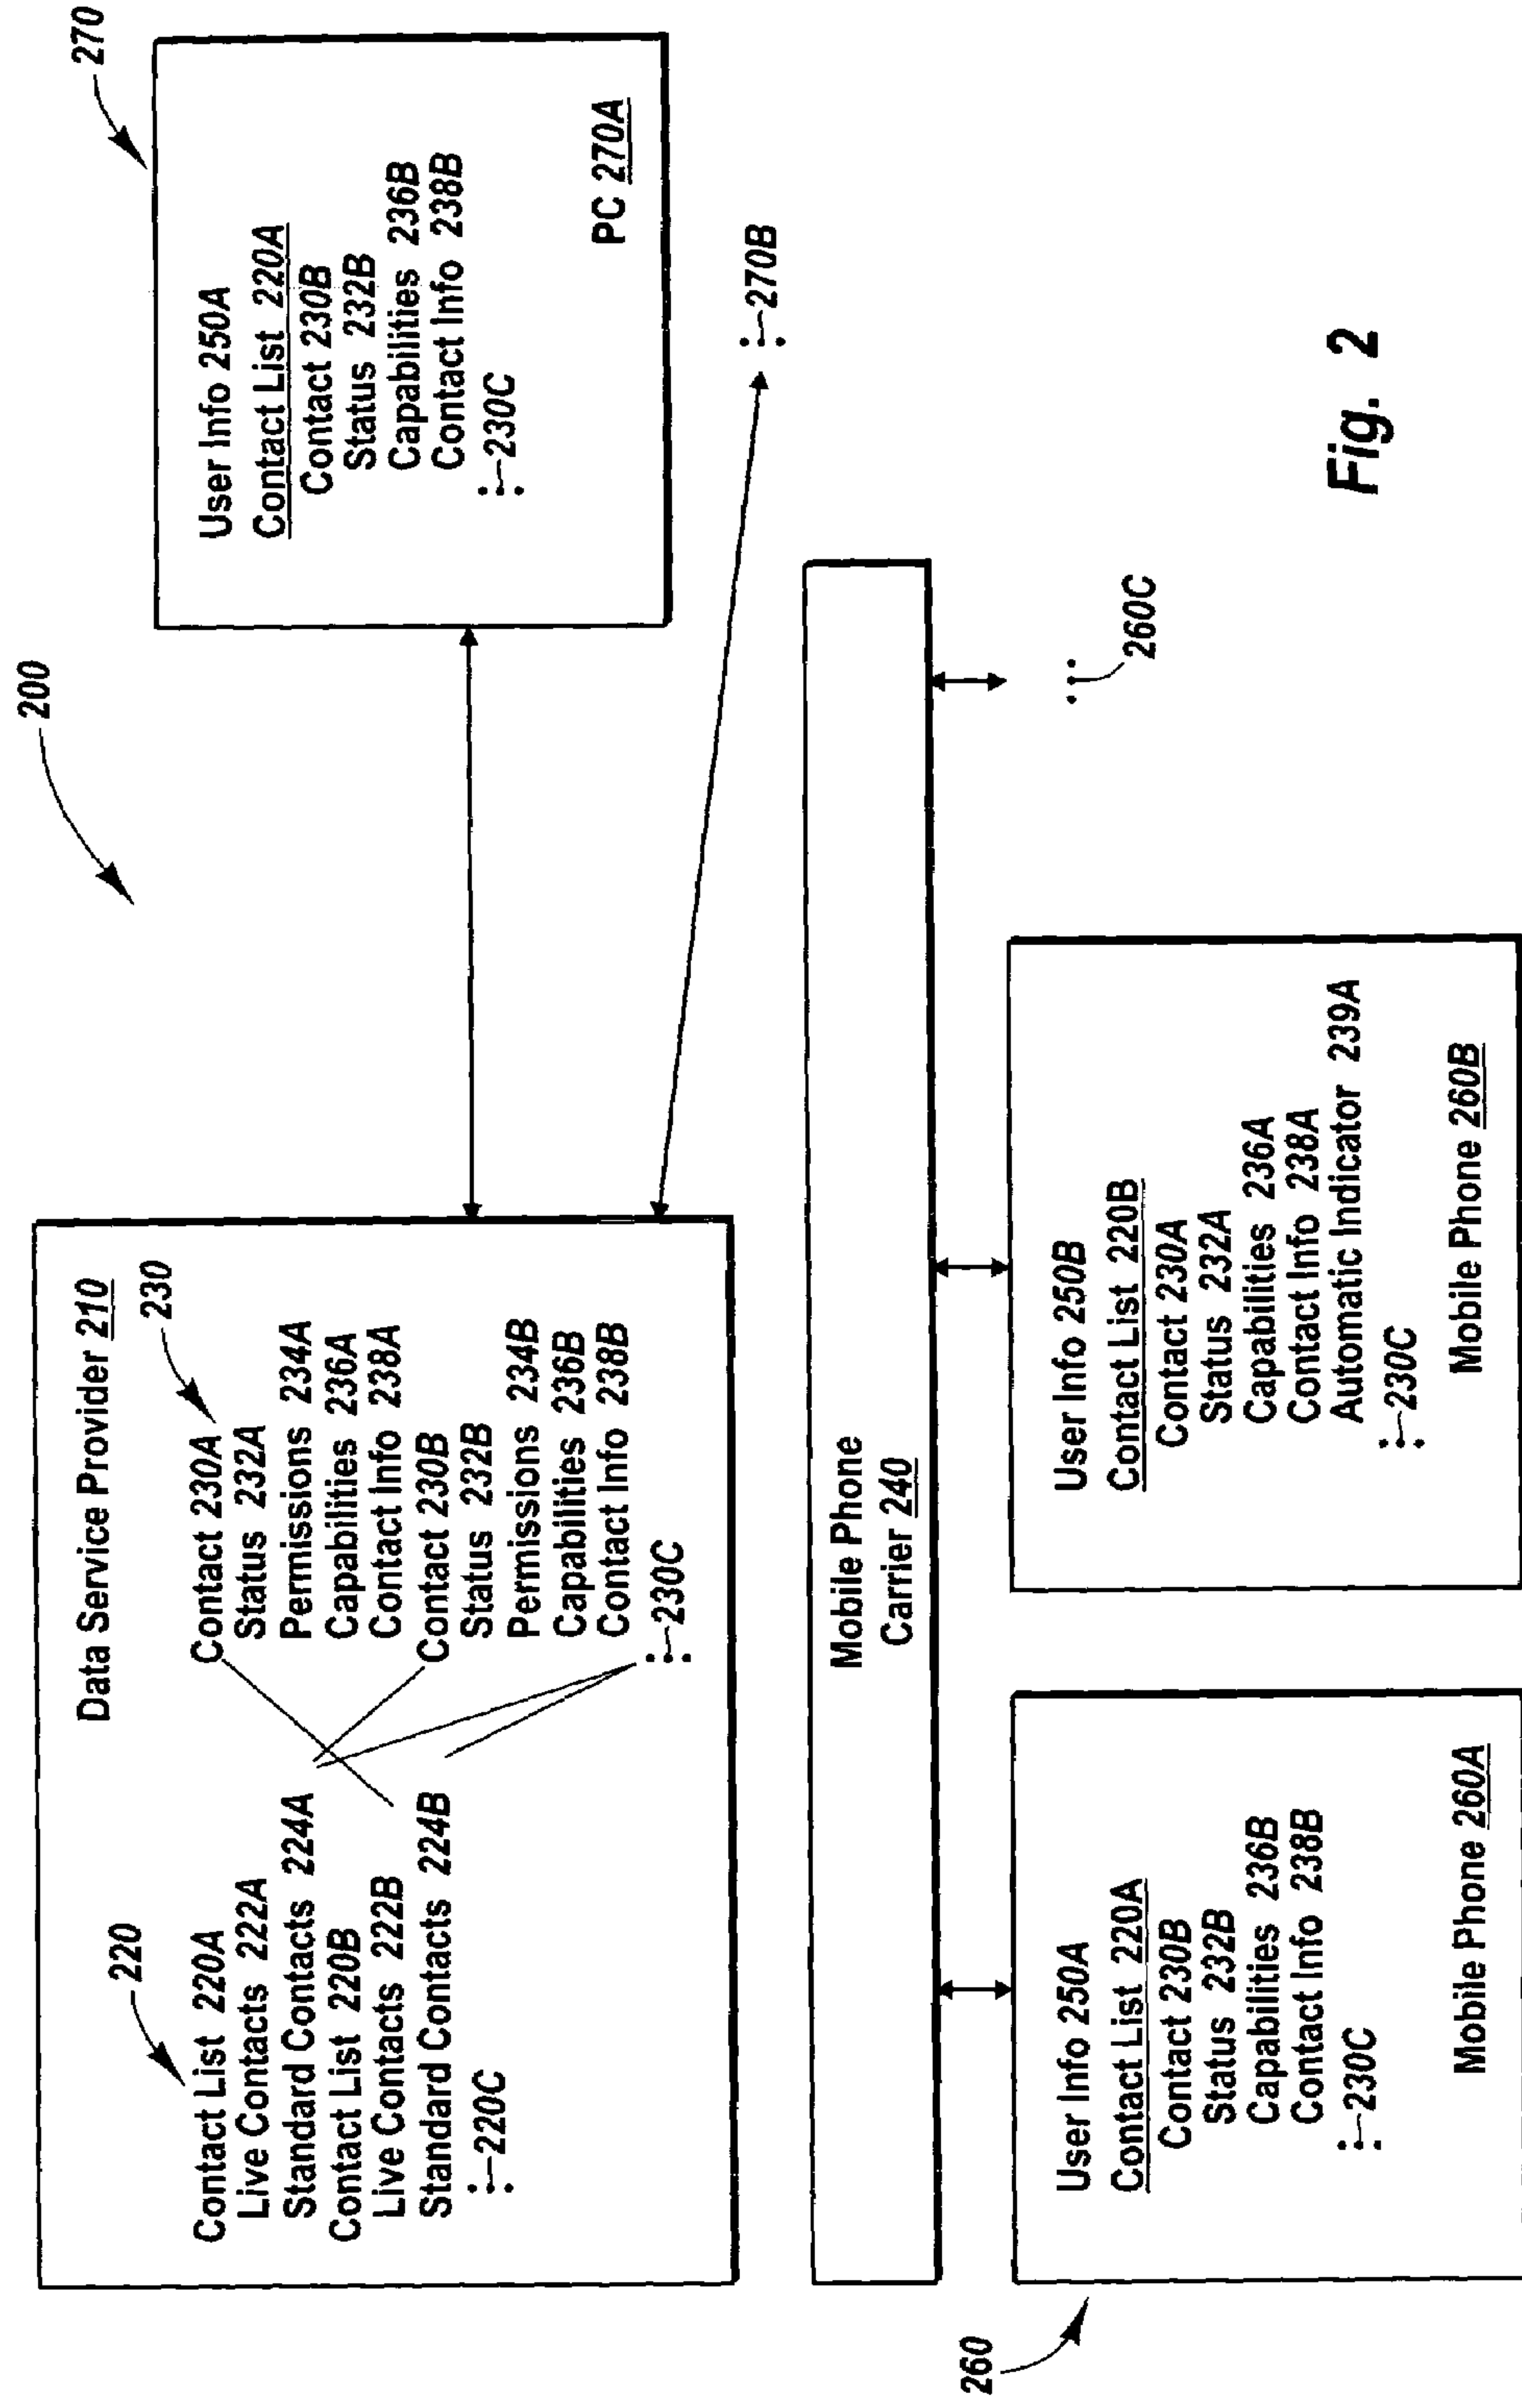 200
270
Data Service Provider 210
220
Contact List 220A
Live Contacts 222A
Standard Contacts 224A
Contact List 220B
Live Contacts 222B
Standard Contacts 224B
220C
230
Contact 230A
Status 232A
Permissions 234A
Capabilities 236A
Contact Info 238A
Contact 230B
Status 232B
Permissions 234B
Capabilities 236B
Contact Info 238B
230C
User Info 250A
Contact List 220A
Contact 230B
Status 232B
Capabilities 236B
Contact Info 238B
230C
PC 270A
270B
Mobile Phone
Carrier 240
260
User Info 250A
Contact List 220A
Contact 230B
Status 232B
Capabilities 236B
Contact Info 238B
230C
Mobile Phone 260A
User Info 250B
Contact List 220B
Contact 230A
Status 232A
Capabilities 236A
Contact Info 238A
Automatic Indicator 239A
230C
Mobile Phone 260B
260C
Fig. 2